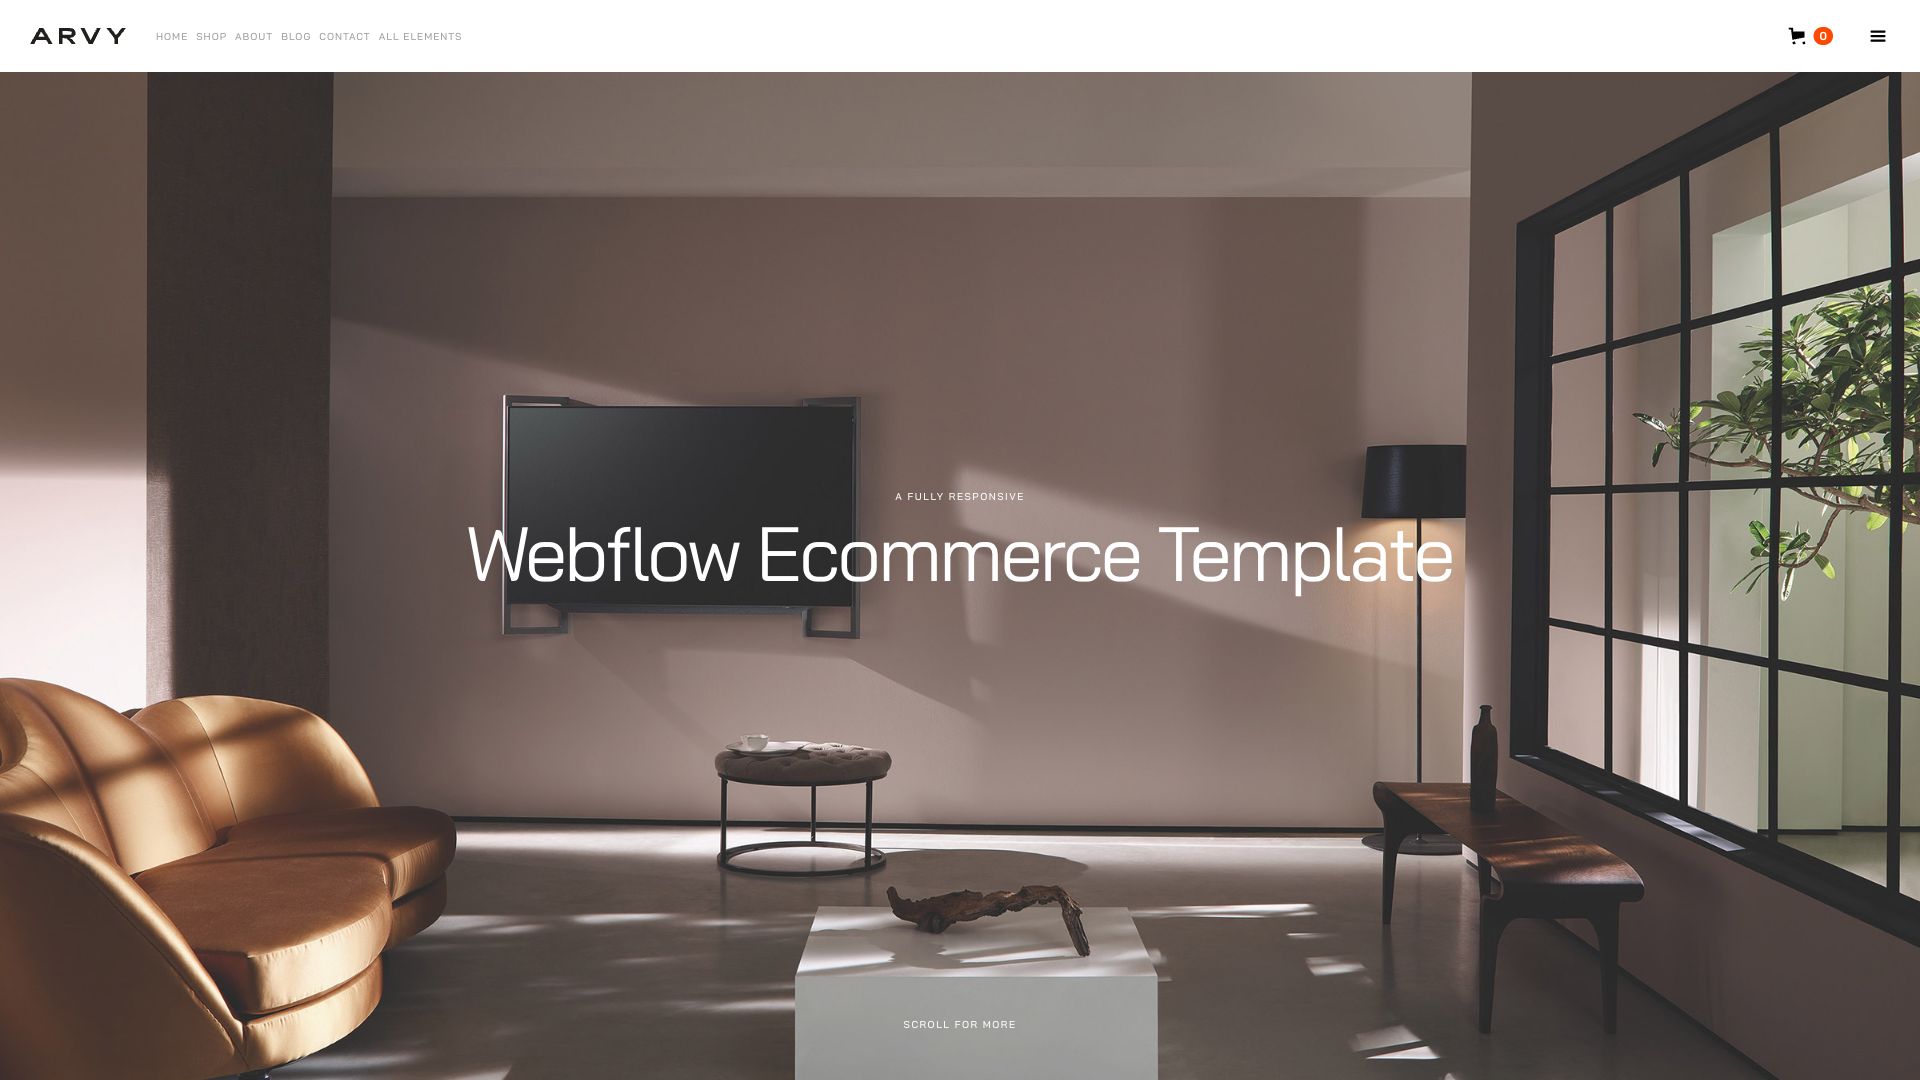 ARVY HOME SHOP ABOUT BLOG CONTACT ALL ELEMENTS 0
A FULLY RESPONSIVE
Webflow Ecommerce Template
SCROLL FOR MORE